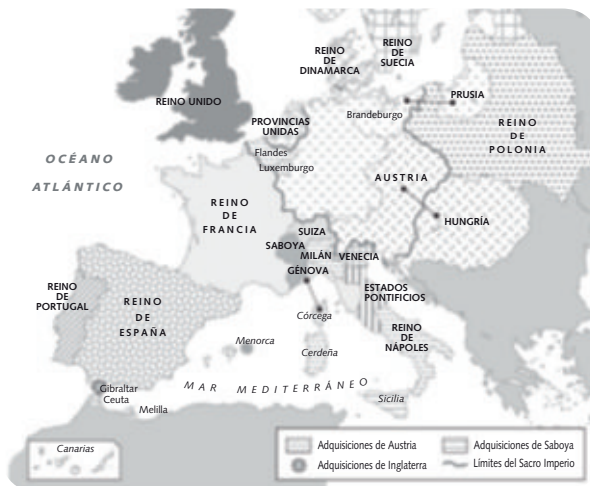 REINO
DE
DINAMARCA
REINO
DE
SUECIA
REINO UNIDO
PROVINCIAS
UNIDAS
Brandeburgo
PRUSIA
REINO
DE
POLONIA
Flandes
Luxemburgo
OCÉANO
ATLÁNTICO
AUSTRIA
REINO
DE
FRANCIA
HUNGRÍA
SUIZA
SABOYA
MILÁN
VENECIA
GÉNOVA
ESTADOS
PONTIFICIOS
REINO
DE
PORTUGAL
REINO
DE
ESPAÑA
Córcega
Menorca
REINO
DE
NÁPOLES
Cerdeña
MAR MEDITERRÁNEO
Gibraltar
Ceuta
Melilla
Sicilia
Canarias
Adquisiciones de Austria
Adquisiciones de Saboya
Adquisiciones de Inglaterra
Límites del Sacro Imperio